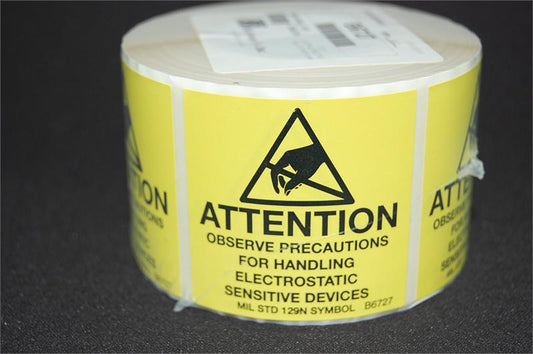 ATTENTION
OBSERVE PRECAUTIONS
FOR HANDLING
ELECTROSTATIC
SENSITIVE DEVICES
MIL STD 129N SYMBOL B6727